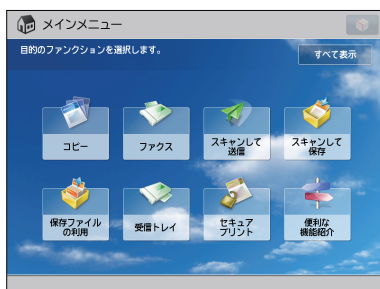 メインメニュー
目的のファンクションを選択します。
すべて表示
コピー
ファクス
スキャンして
送信
スキャンして
保存
保存ファイル
の利用
受信トレイ
セキュア
プリント
便利な
機能紹介